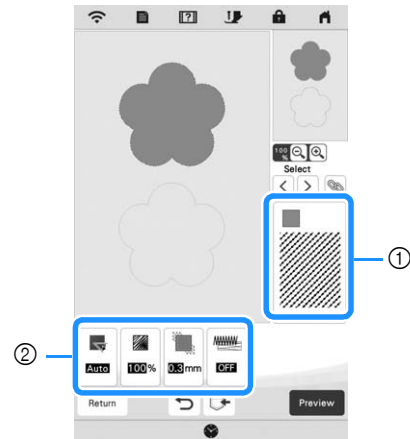 100 %
Select
①
②
Auto 100% 0.3mm OFF
Return Preview